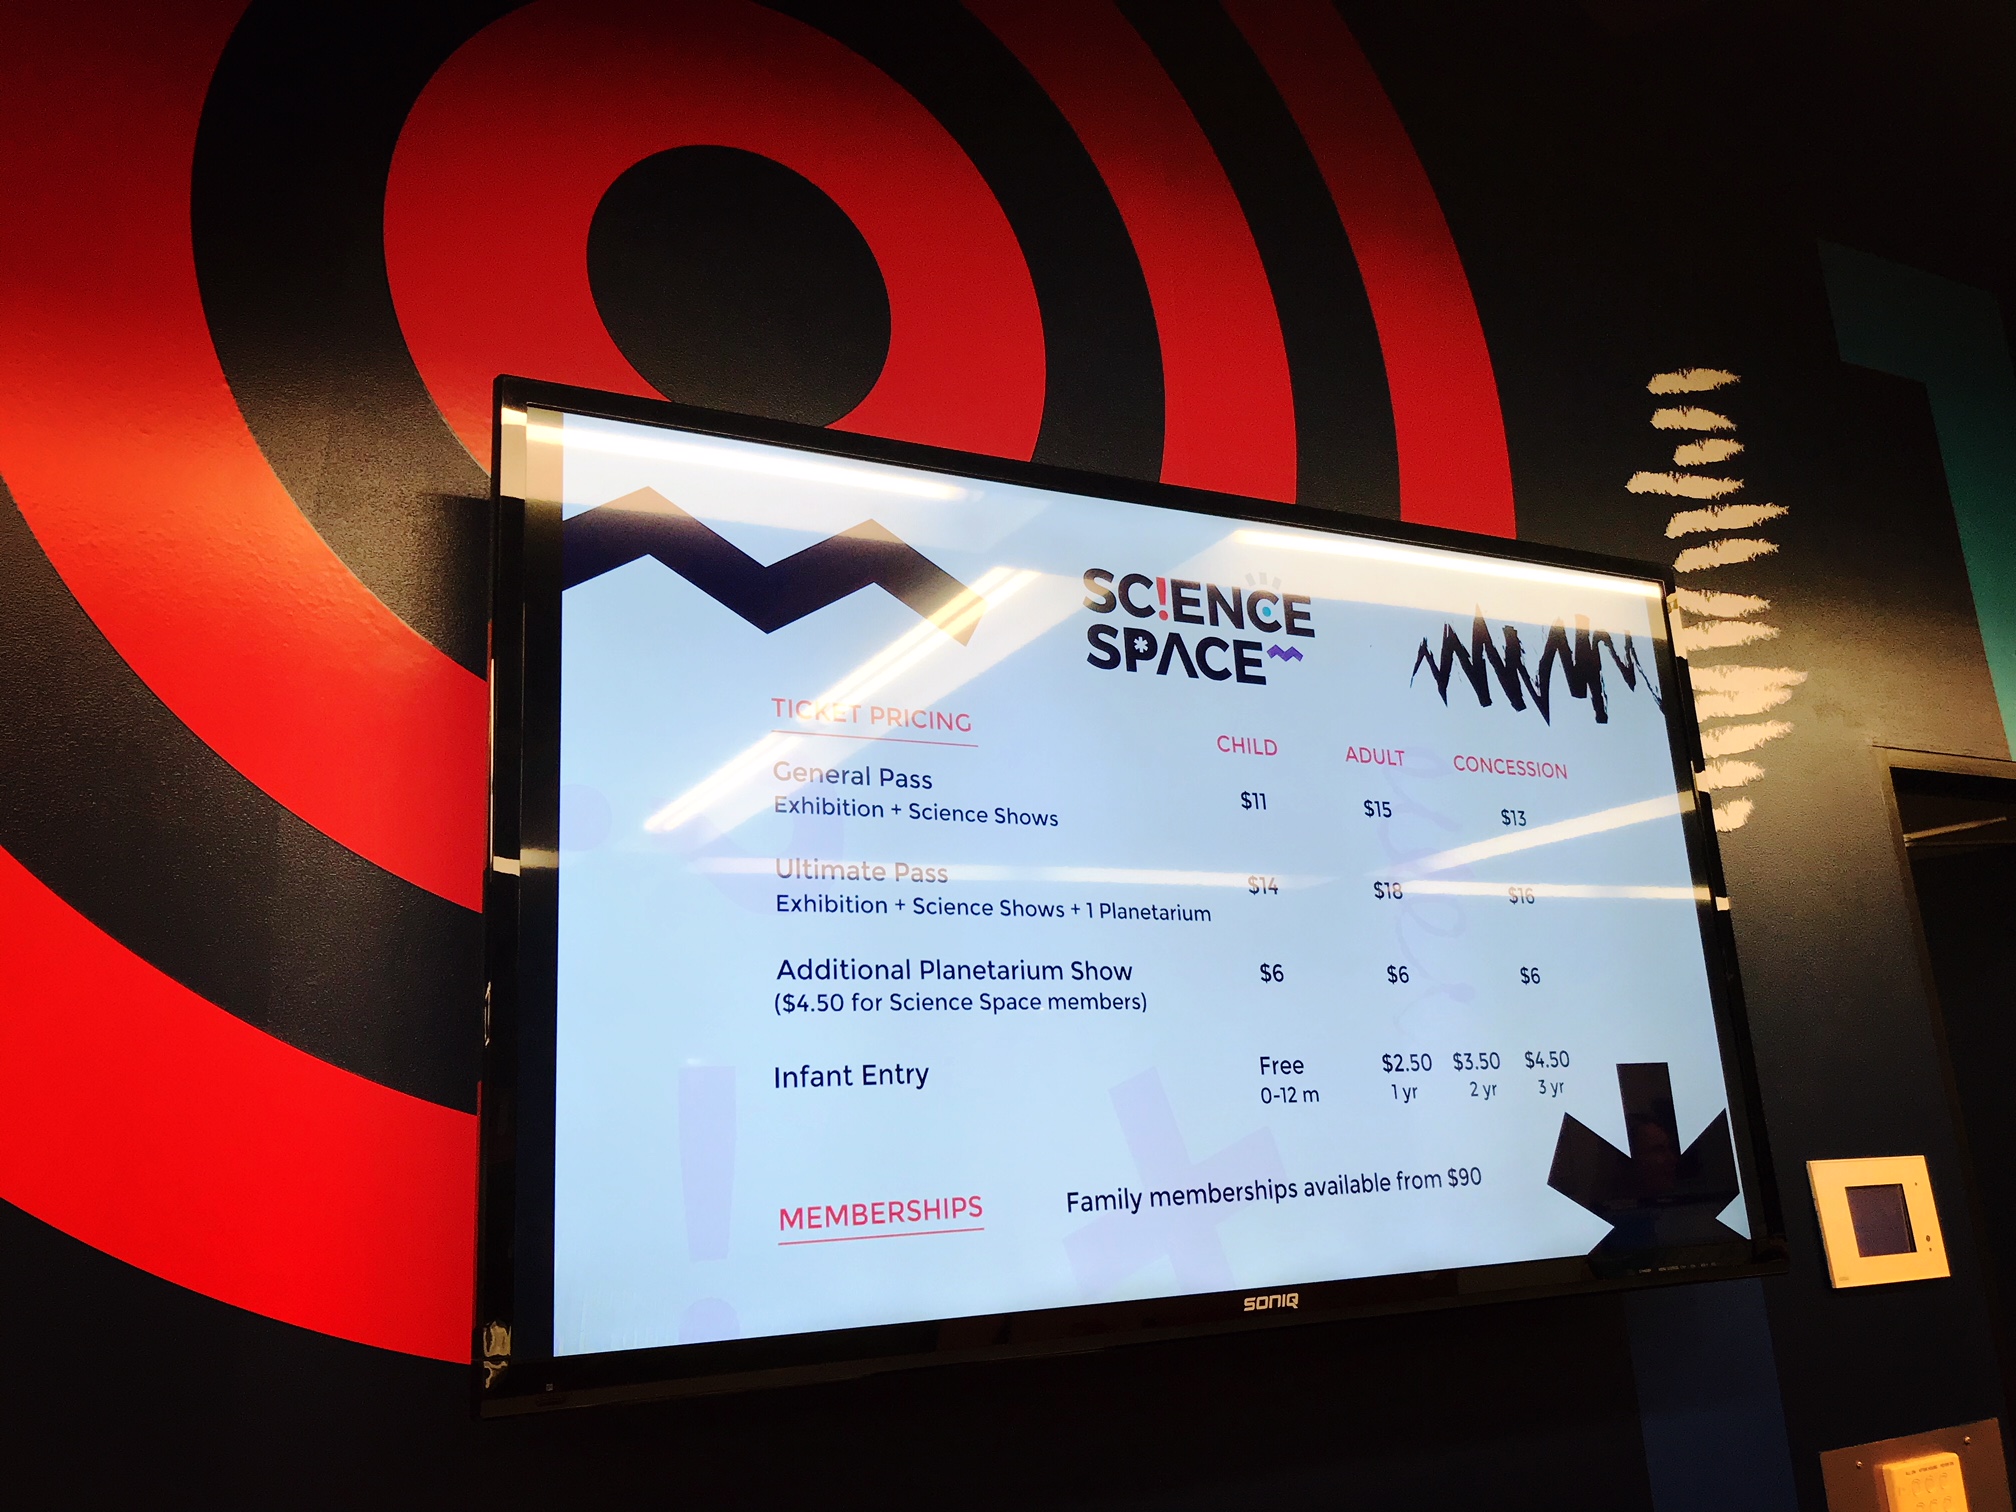 SC!ENCE
SPACE
TICKET PRICING
CHILD ADULT CONCESSION
General Pass
Exhibition + Science Shows $11 $15 $13
Ultimate Pass
Exhibition + Science Shows + 1 Planetarium $14 $18 $16
Additional Planetarium Show $6 $6 $6
($4.50 for Science Space members)
Infant Entry Free $2.50 $3.50 $4.50
0-12 m 1 yr 2 yr 3 yr
MEMBERSHIPS Family memberships available from $90
SONIQ